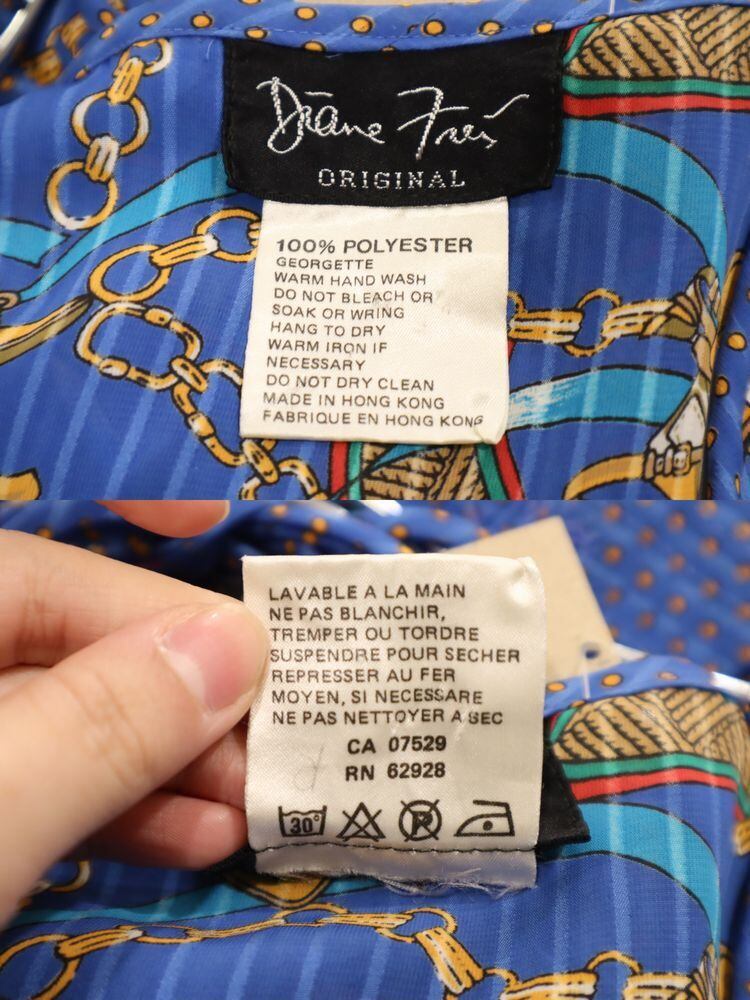 Diane Freis
ORIGINAL
100% POLYESTER
GEORGETTE
WARM HAND WASH
DO NOT BLEACH OR
SOAK OR WRING
HANG TO DRY
WARM IRON IF
NECESSARY
DO NOT DRY CLEAN
MADE IN HONG KONG
FABRIQUE EN HONG KONG
LAVABLE A LA MAIN
NE PAS BLANCHIR,
TREMPER OU TORDRE
SUSPENDRE POUR SECHER
REPRESSER AU FER
MOYEN, SI NECESSARE
NE PAS NETTOYER A SEC
CA 07529
RN 62928
30° P